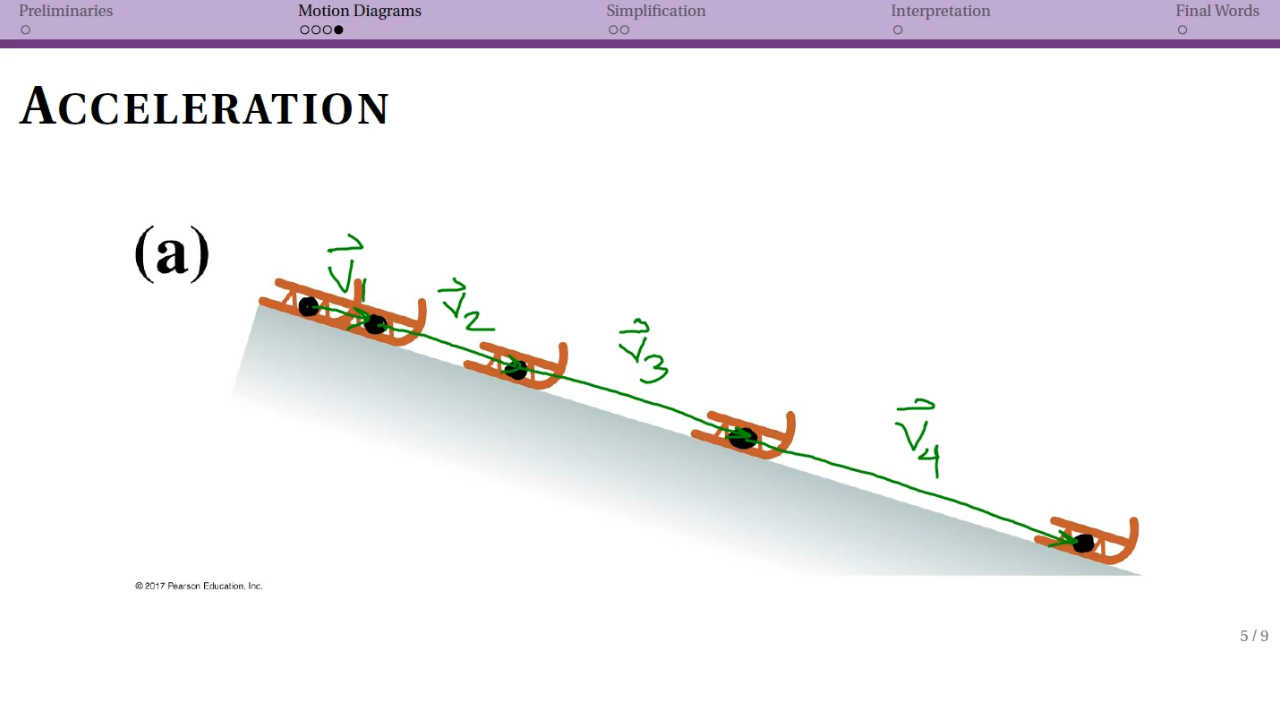 Preliminaries Motion Diagrams Simplification Interpretation Final Words
ACCELERATION
(a)
V⃗1
V⃗2
V⃗3
V⃗4
© 2017 Pearson Education, Inc.
5 / 9